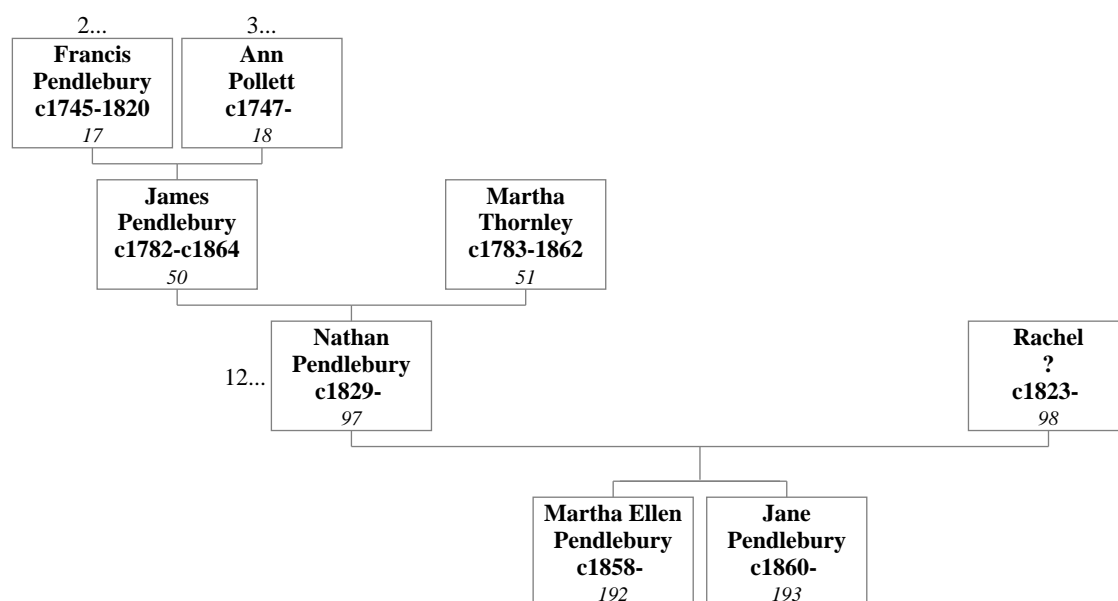 2...
3...
Francis
Pendlebury
c1745-1820
17
Ann
Pollett
c1747-
18
James
Pendlebury
c1782-c1864
50
Martha
Thornley
c1783-1862
51
12...
Nathan
Pendlebury
c1829-
97
Rachel
?
c1823-
98
Martha Ellen
Pendlebury
c1858-
192
Jane
Pendlebury
c1860-
193